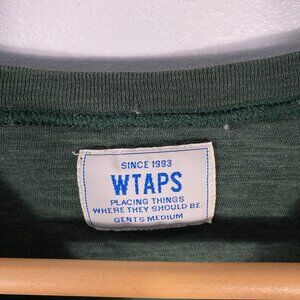 SINCE 1993
WTAPS
PLACING THINGS
WHERE THEY SHOULD BE.
GENTS MEDIUM